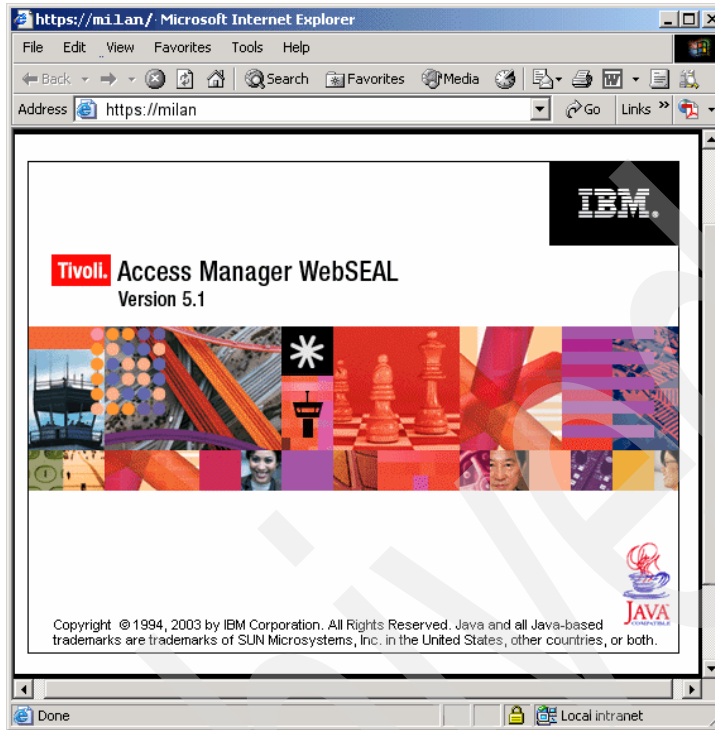 https://milan/ - Microsoft Internet Explorer
File Edit View Favorites Tools Help
Back Search Favorites Media
Address https://milan Go Links »
IBM.
Tivoli. Access Manager WebSEAL
Version 5.1
JAVA
COMPATIBLE
Copyright © 1994, 2003 by IBM Corporation. All Rights Reserved. Java and all Java-based
trademarks are trademarks of SUN Microsystems, Inc. in the United States, other countries, or both.
Done Local intranet